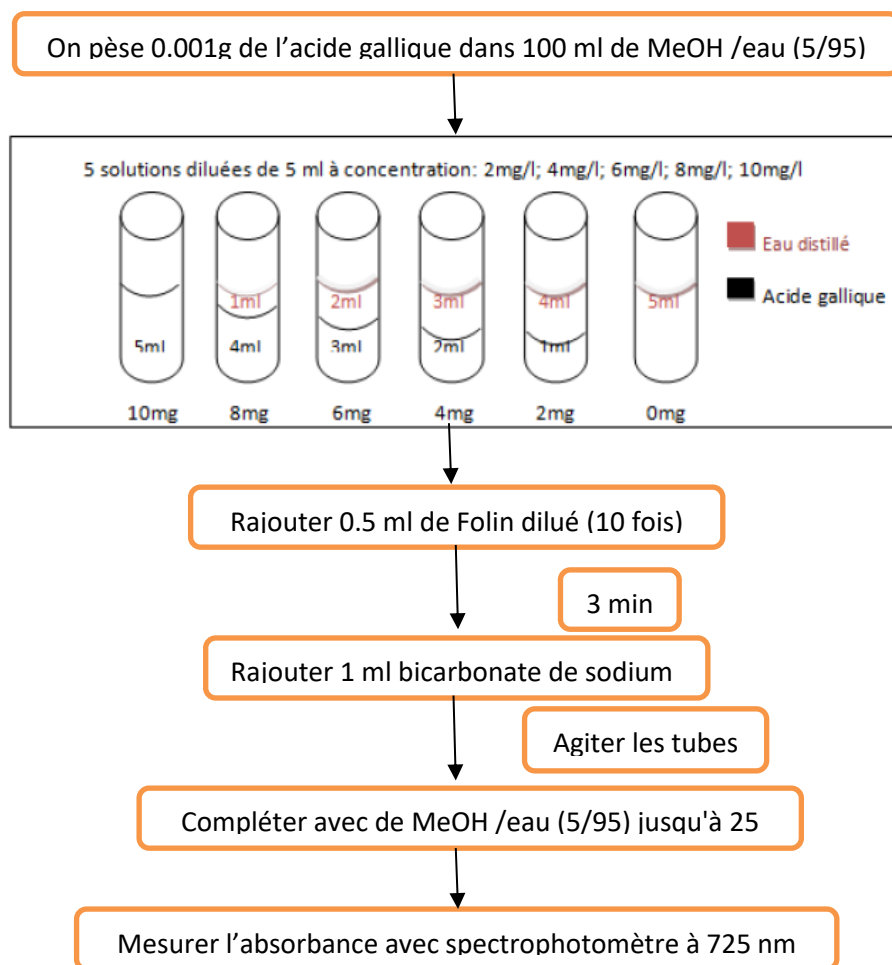 On pèse 0.001g de l’acide gallique dans 100 ml de MeOH /eau (5/95)
5 solutions diluées de 5 ml à concentration: 2mg/l; 4mg/l; 6mg/l; 8mg/l; 10mg/l
Eau distillé
Acide gallique
1ml 2ml 3ml 4ml 5ml
5ml 4ml 3ml 2ml 1ml
10mg 8mg 6mg 4mg 2mg 0mg
Rajouter 0.5 ml de Folin dilué (10 fois)
3 min
Rajouter 1 ml bicarbonate de sodium
Agiter les tubes
Compléter avec de MeOH /eau (5/95) jusqu'à 25
Mesurer l’absorbance avec spectrophotomètre à 725 nm